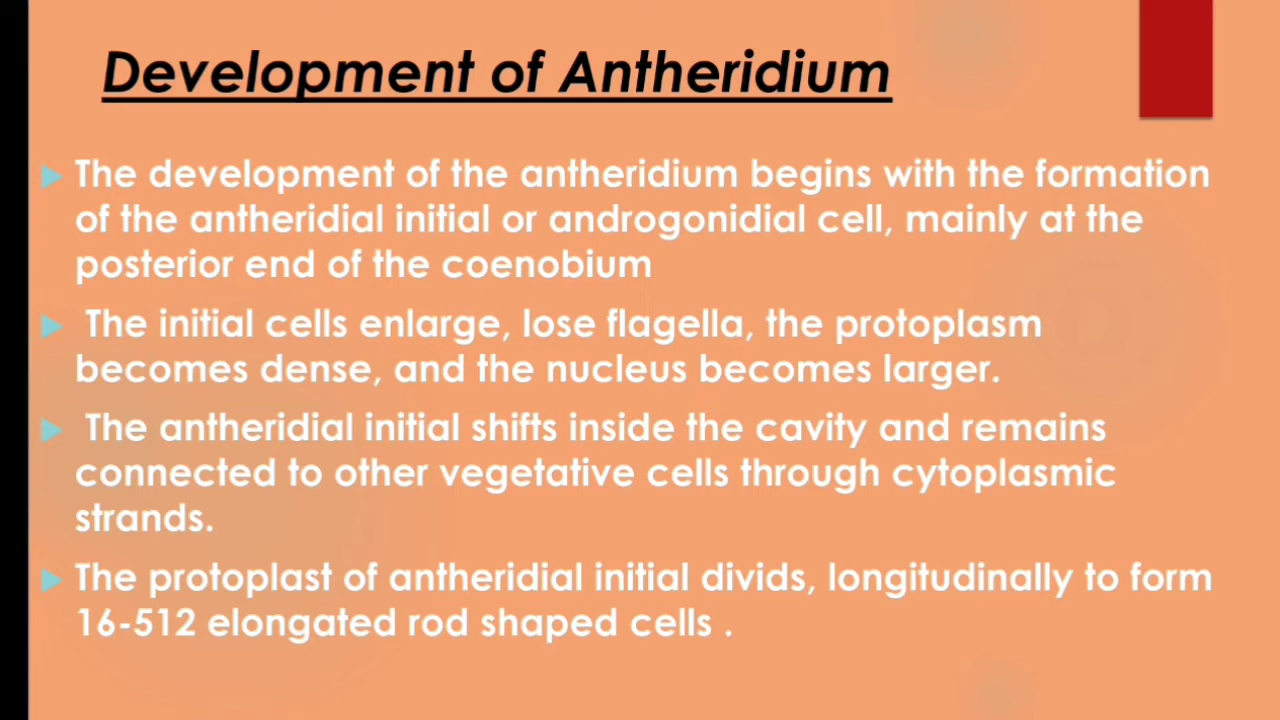 Development of Antheridium
The development of the antheridium begins with the formation
of the antheridial initial or androgonidial cell, mainly at the
posterior end of the coenobium
The initial cells enlarge, lose flagella, the protoplasm
becomes dense, and the nucleus becomes larger.
The antheridial initial shifts inside the cavity and remains
connected to other vegetative cells through cytoplasmic
strands.
The protoplast of antheridial initial divids, longitudinally to form
16-512 elongated rod shaped cells .